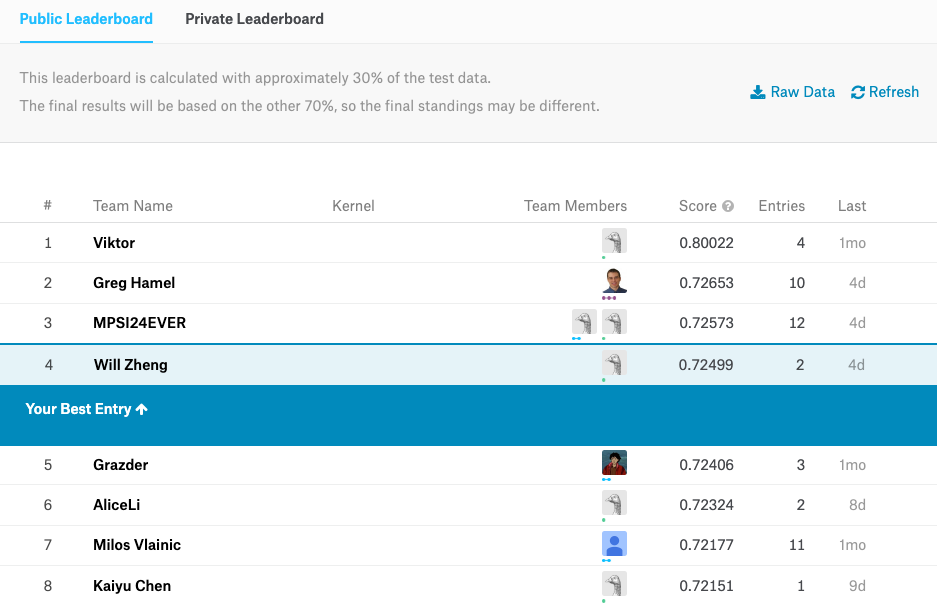 Public Leaderboard Private Leaderboard
This leaderboard is calculated with approximately 30% of the test data.
The final results will be based on the other 70%, so the final standings may be different.
Raw Data Refresh
# Team Name Kernel Team Members Score ? Entries Last
1 Viktor 0.80022 4 1mo
2 Greg Hamel 0.72653 10 4d
3 MPSI24EVER 0.72573 12 4d
4 Will Zheng 0.72499 2 4d
Your Best Entry
5 Grazder 0.72406 3 1mo
6 AliceLi 0.72324 2 8d
7 Milos Vlainic 0.72177 11 1mo
8 Kaiyu Chen 0.72151 1 9d